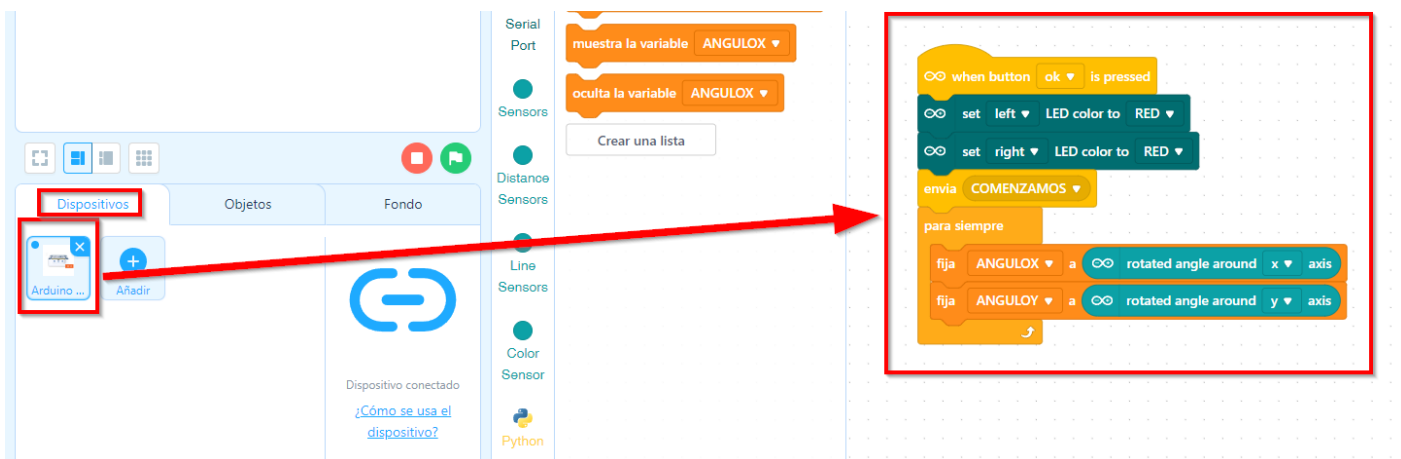 Serial
Port
Sensors
Distance
Sensors
Line
Sensors
Color
Sensor
Python
muestra la variable ANGULOX
oculta la variable ANGULOX
Crear una lista
Dispositivos
Objetos
Fondo
Arduino ...
Añadir
Dispositivo conectado
¿Cómo se usa el
dispositivo?
when button ok is pressed
set left LED color to RED
set right LED color to RED
envía COMENZAMOS
para siempre
fija ANGULOX a rotated angle around x axis
fija ANGULOY a rotated angle around y axis